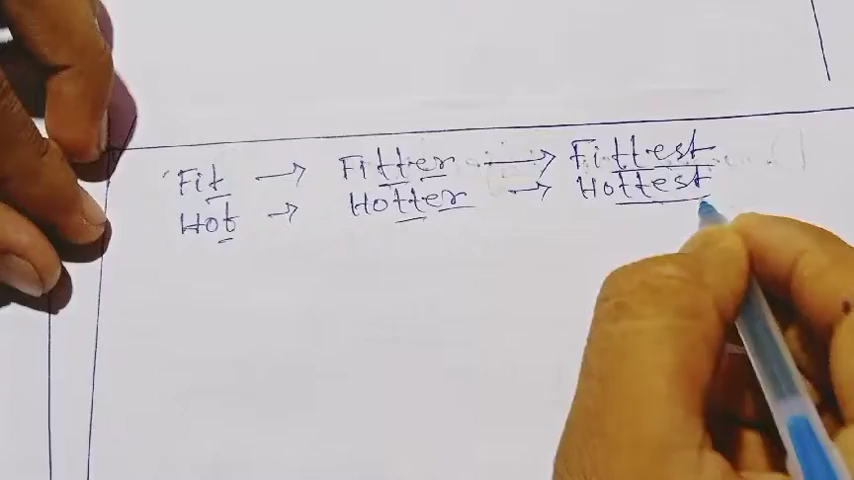 Fit → Fitter → Fittest
Hot → Hotter → Hottest